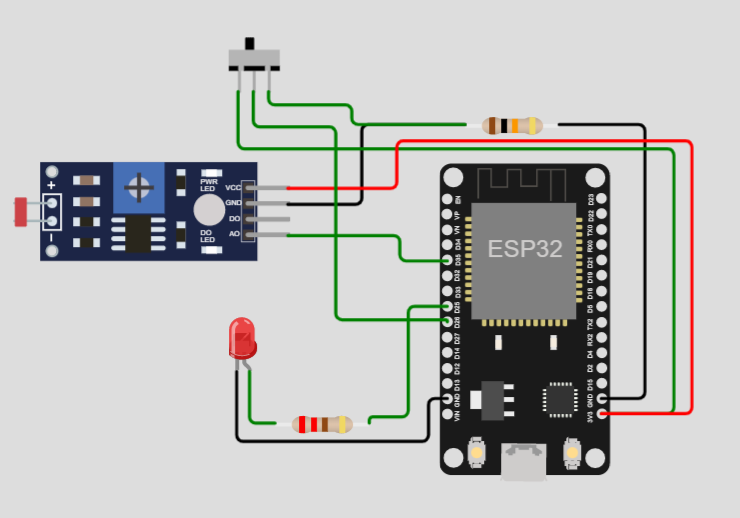 +
PWR
LED
VCC
GND
DO
AO
DO
LED
−
ESP32
EN
VP
VN
D34
D35
D32
D33
D25
D26
D27
D14
D12
D13
GND
VIN
D23
D22
TX0
RX0
D21
D19
D18
D5
TX2
RX2
D4
D2
D15
GND
3V3